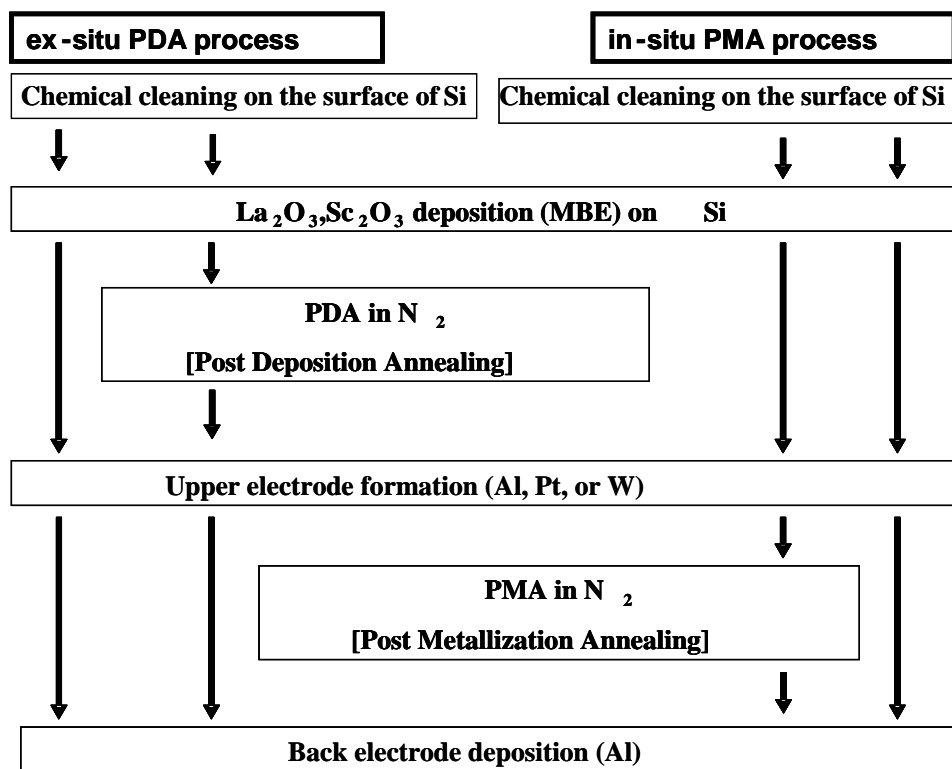 ex-situ PDA process
in-situ PMA process
Chemical cleaning on the surface of Si
Chemical cleaning on the surface of Si
La₂O₃,Sc₂O₃ deposition (MBE) on Si
PDA in N₂
[Post Deposition Annealing]
Upper electrode formation (Al, Pt, or W)
PMA in N₂
[Post Metallization Annealing]
Back electrode deposition (Al)